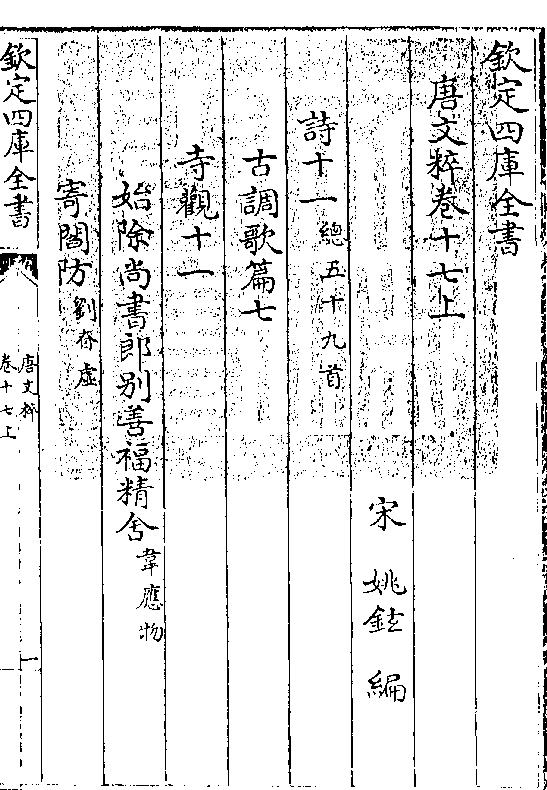 欽定四庫全書
唐文粹卷十七上
宋 姚鉉 編
詩十一 總五十九首
古調歌篇七
寺觀十一
始除尚書郎別善福精舍 韋應物
寄閻防 劉眘虛
欽定四庫全書
唐文粹
卷十七上
一